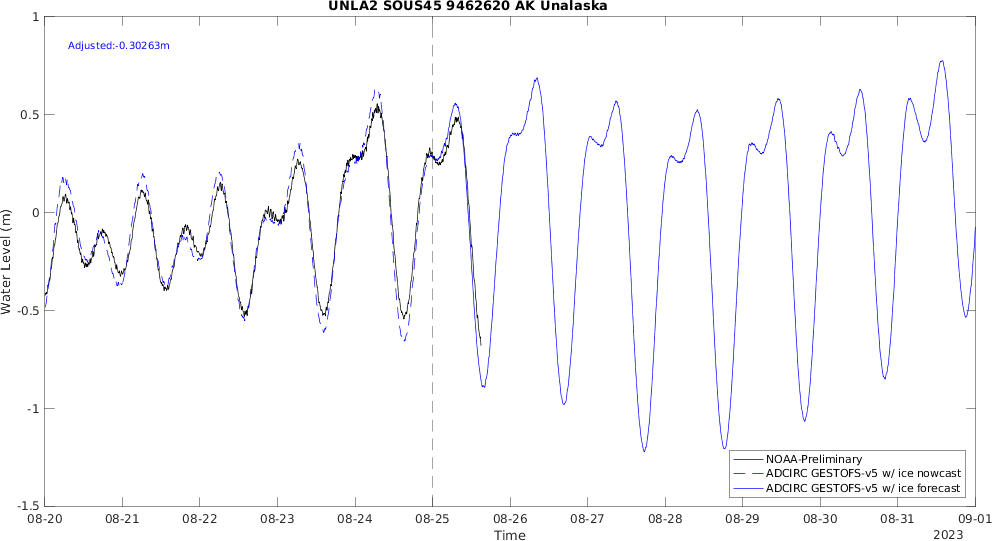 UNLA2 SOUS45 9462620 AK Unalaska
Adjusted:-0.30263m
Water Level (m)
1
0.5
0
-0.5
-1
-1.5
NOAA-Preliminary
ADCIRC GESTOFS-v5 w/ ice nowcast
ADCIRC GESTOFS-v5 w/ ice forecast
08-20 08-21 08-22 08-23 08-24 08-25 08-26 08-27 08-28 08-29 08-30 08-31 09-01
Time
2023